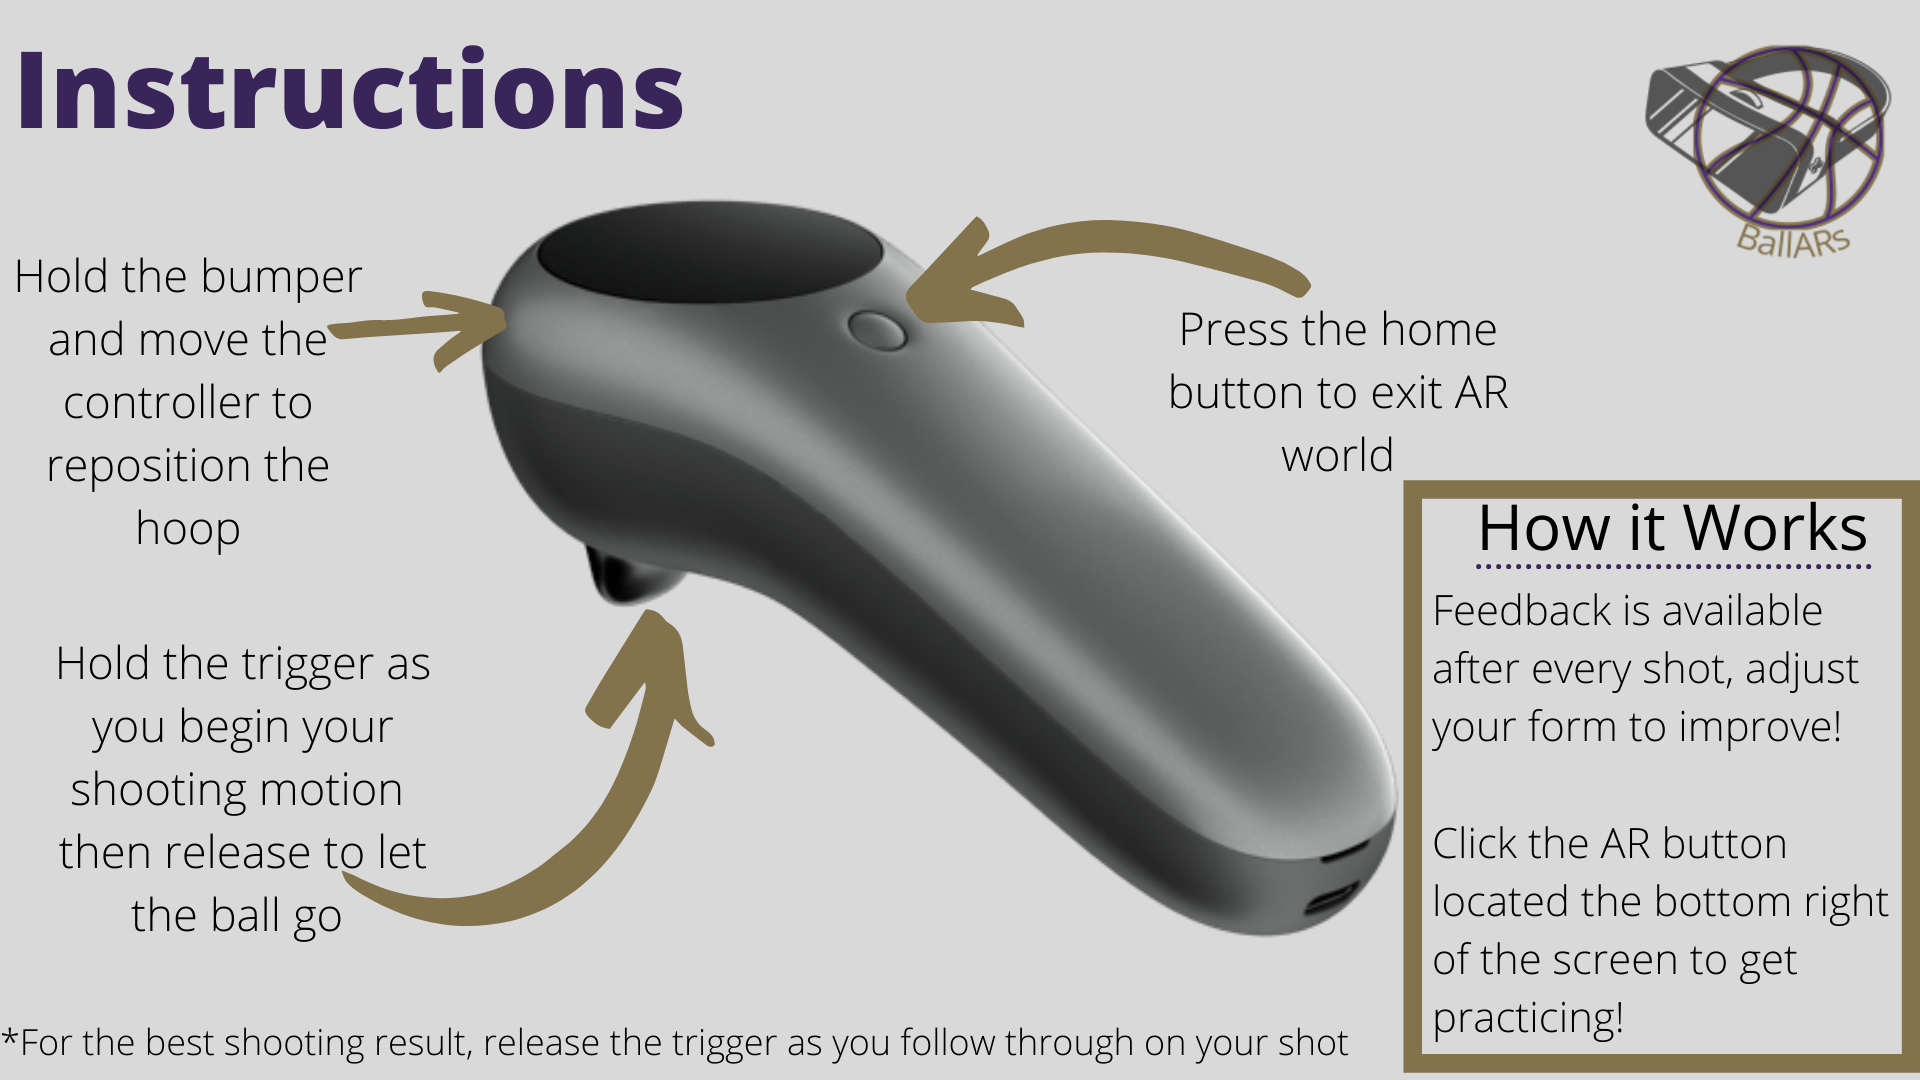 Instructions
BallARs
Hold the bumper
and move the
controller to
reposition the
hoop
Press the home
button to exit AR
world
Hold the trigger as
you begin your
shooting motion
then release to let
the ball go
How it Works
Feedback is available
after every shot, adjust
your form to improve!
Click the AR button
located the bottom right
of the screen to get
practicing!
*For the best shooting result, release the trigger as you follow through on your shot